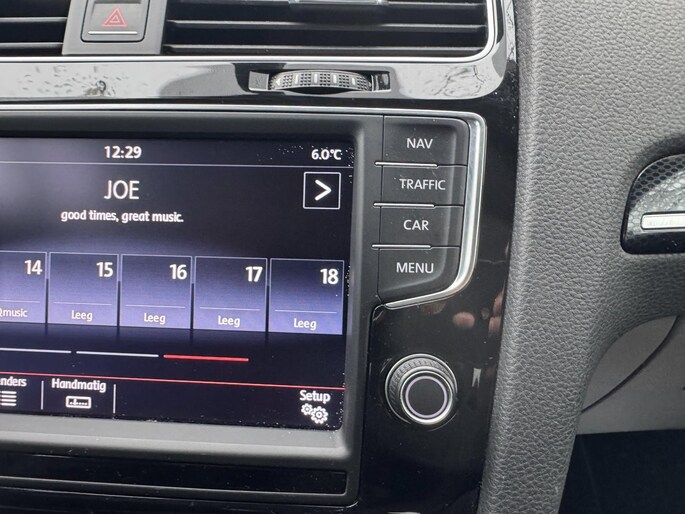 12:29
6.0°C
JOE
good times, great music.
14 15 16 17 18
music Leeg Leeg Leeg Leeg
Handmatig
Setup
NAV
TRAFFIC
CAR
MENU